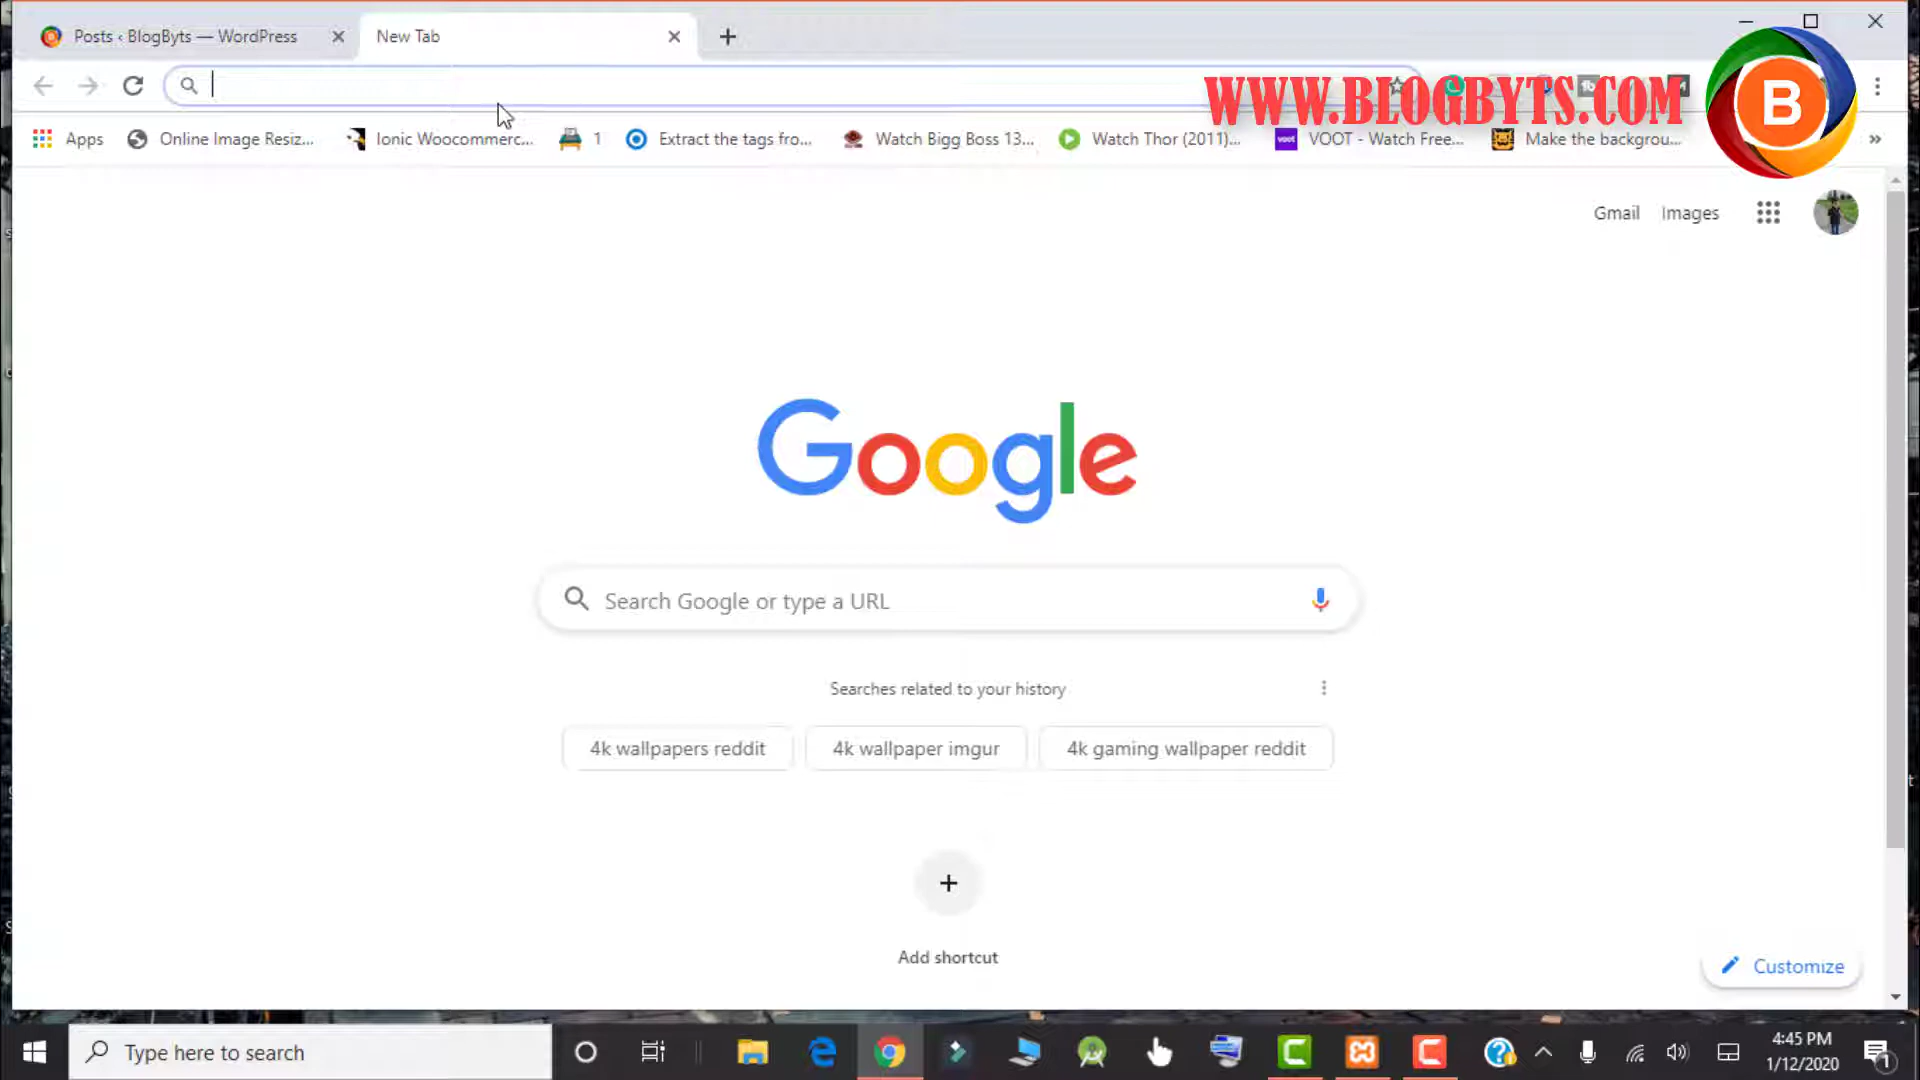 Posts ‹ BlogByts — WordPress
New Tab
WWW.BLOGBYTS.COM
B
Apps
Online Image Resiz...
Ionic Woocommerc...
1
Extract the tags from...
Watch Bigg Boss 13...
Watch Thor (2011)...
voot
VOOT - Watch Free...
Make the backgrou...
Gmail
Images
Google
Search Google or type a URL
Searches related to your history
4k wallpapers reddit
4k wallpaper imgur
4k gaming wallpaper reddit
Add shortcut
Customize
Type here to search
4:45 PM
1/12/2020
1